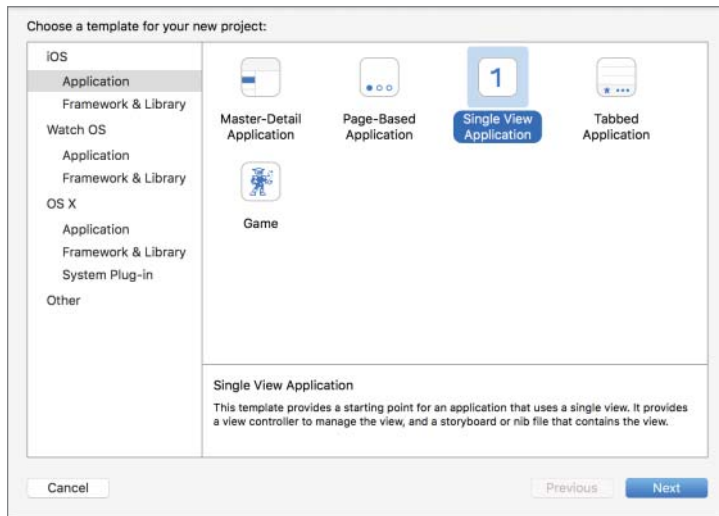 Choose a template for your new project:
iOS
Application
Framework & Library
Watch OS
Application
Framework & Library
OS X
Application
Framework & Library
System Plug-in
Other
Master-Detail
Application
Page-Based
Application
1
Single View
Application
Tabbed
Application
Game
Single View Application
This template provides a starting point for an application that uses a single view. It provides
a view controller to manage the view, and a storyboard or nib file that contains the view.
Cancel
Previous
Next